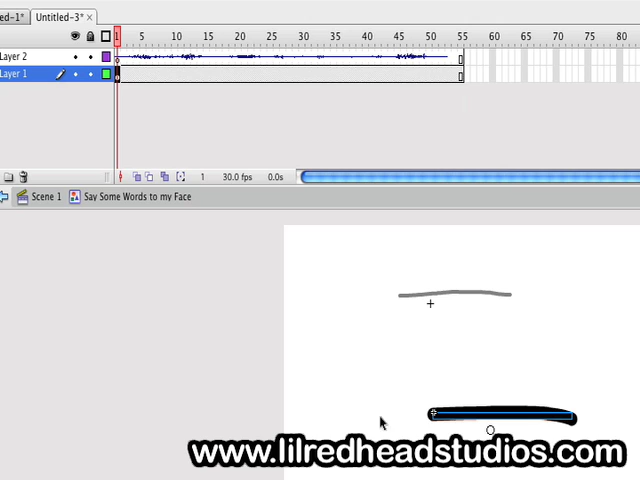 ed-1* Untitled-3*
1 5 10 15 20 25 30 35 40 45 50 55 60 65 70 75 80
Layer 2
Layer 1
1 30.0 fps 0.0s
Scene 1 Say Some Words to my Face
www.lilredheadstudios.com